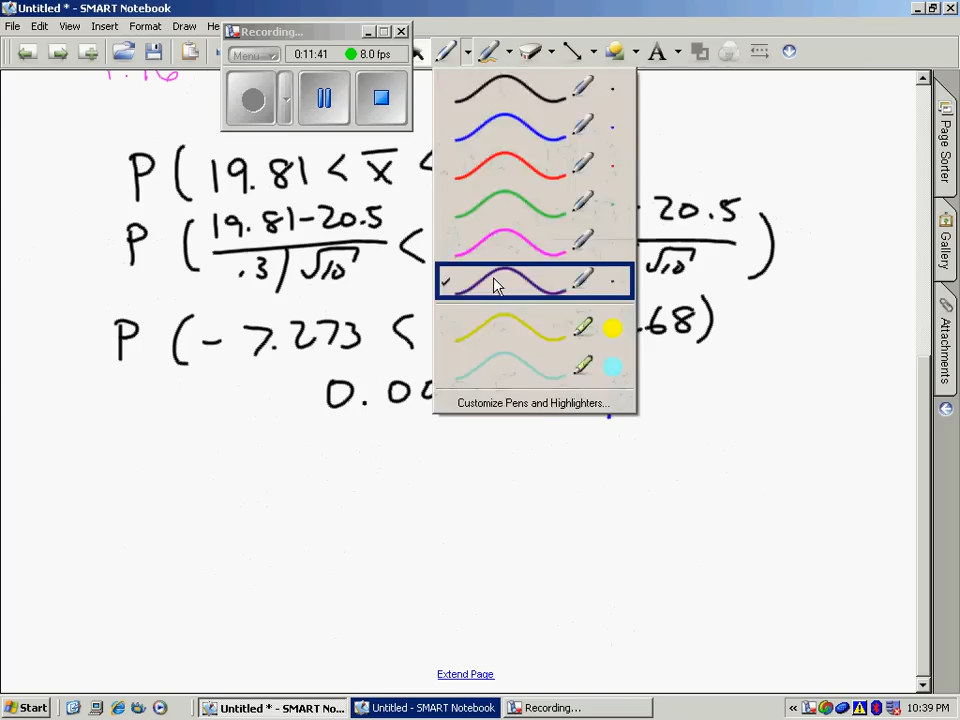 Untitled * - SMART Notebook
File Edit View Insert Format Draw He
Recording...
Menu 0:11:41 8.0 fps
A
1.16
P ( 19.81 < x̅ <
P ( 19.81-20.5 / .3/√10 < - 20.5 / √10 )
P ( - 7.273 < .68)
0.00
Customize Pens and Highlighters...
Extend Page
Page Sorter
Gallery
Attachments
Start Untitled * - SMART No... Untitled - SMART Notebook Recording... « 10:39 PM